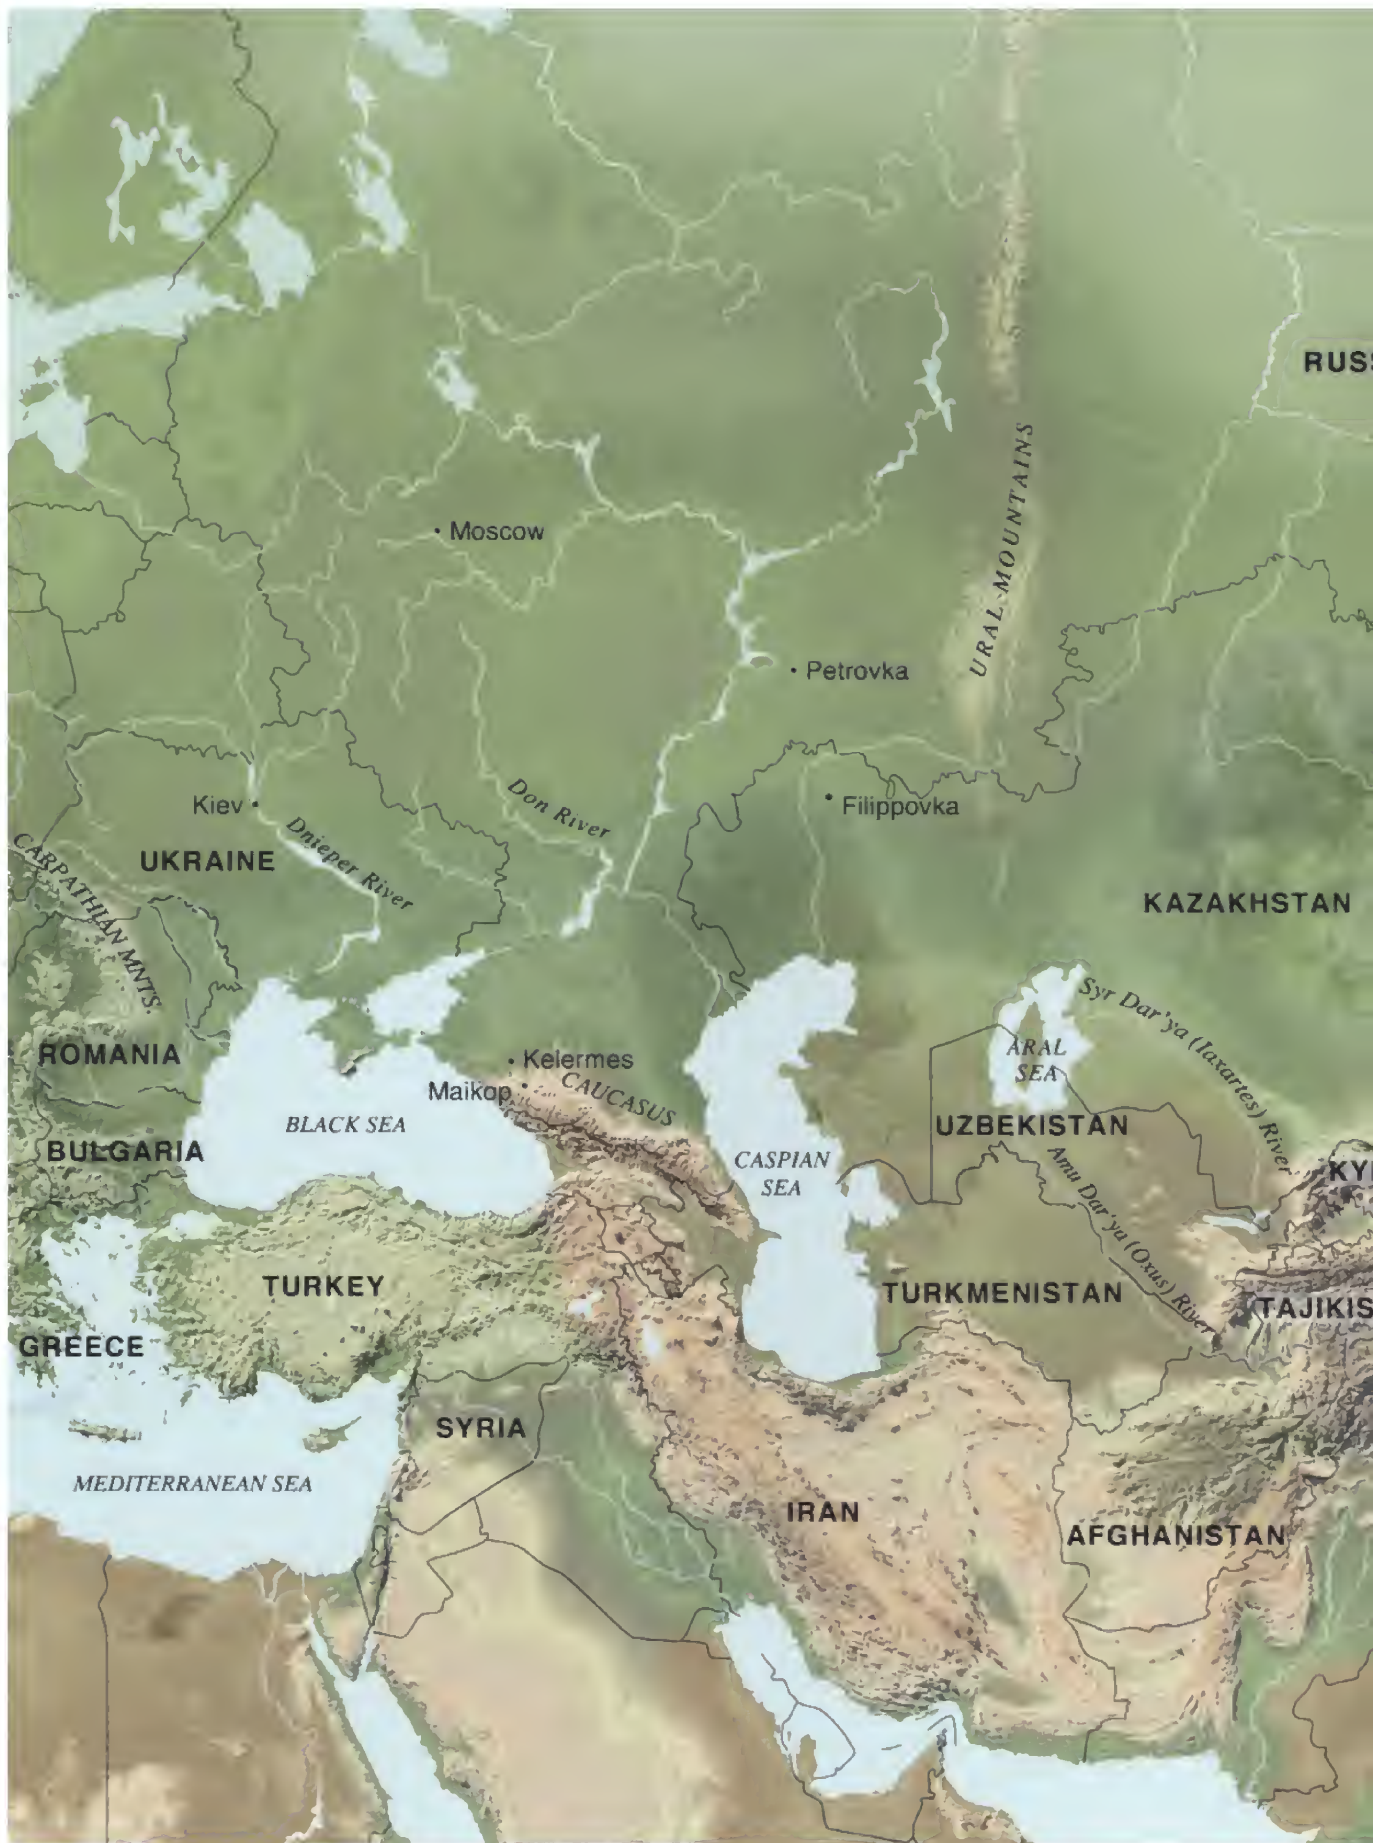 RUSS
URAL MOUNTAINS
Moscow
Petrovka
Filippovka
Kiev
Don River
Dnieper River
UKRAINE
CARPATHIAN MNTS.
KAZAKHSTAN
Syr Dar'ya (Iaxartes) River
ARAL
SEA
ROMANIA
Kelermes
Maikop
CAUCASUS
BLACK SEA
UZBEKISTAN
BULGARIA
CASPIAN
SEA
Amu Dar'ya (Oxus) River
KY
TURKEY
TURKMENISTAN
TAJIKIS
GREECE
SYRIA
MEDITERRANEAN SEA
IRAN
AFGHANISTAN